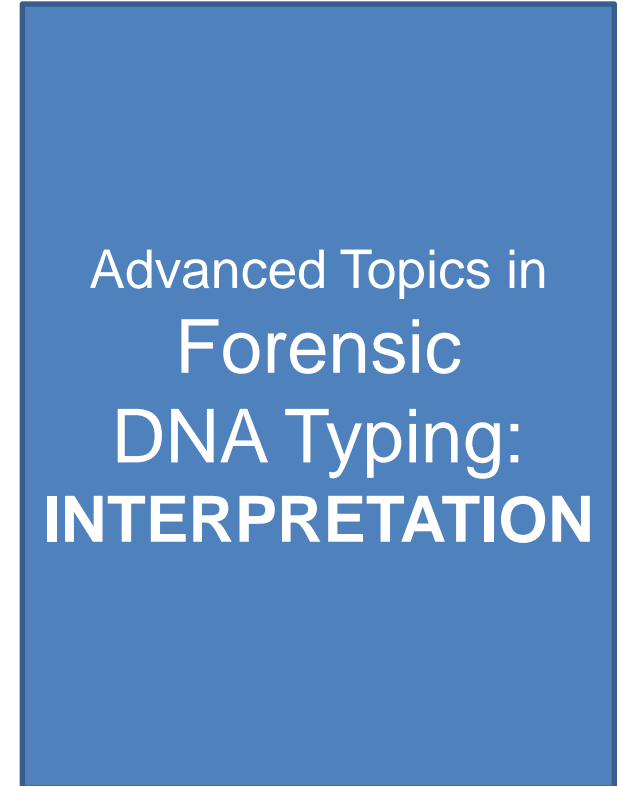 Advanced Topics in
Forensic
DNA Typing:
INTERPRETATION